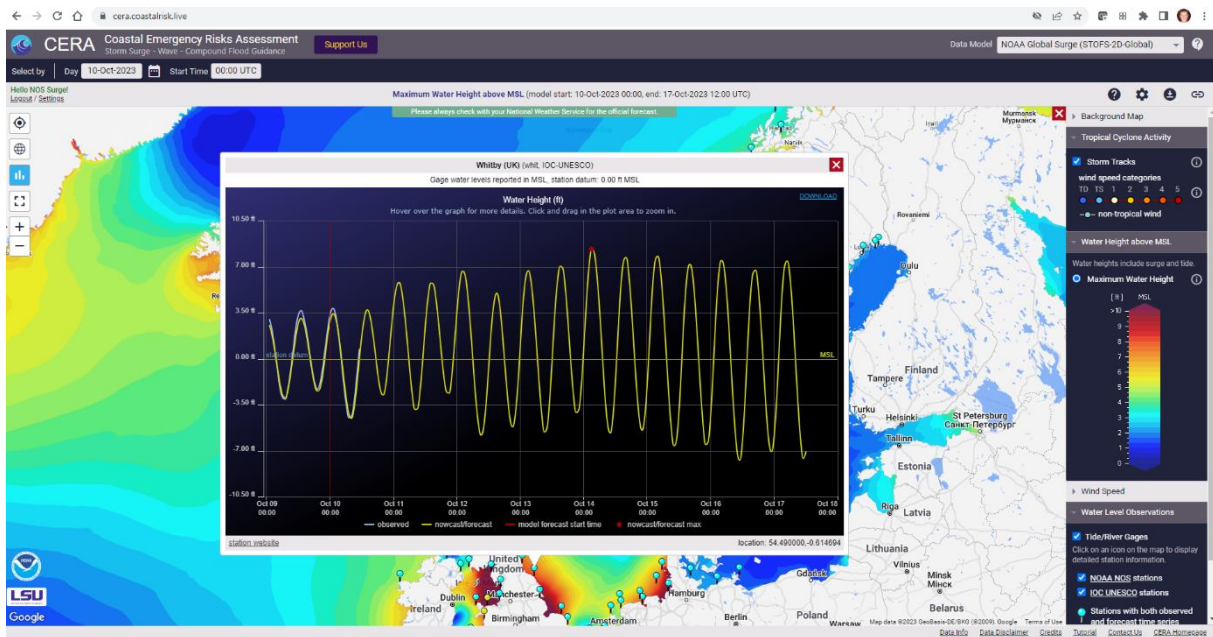 cera.coastalrisk.live
CERA
Coastal Emergency Risks Assessment
Storm Surge - Wave - Compound Flood Guidance
Support Us
Data Model
NOAA Global Surge (STOFS-2D-Global)
Select by
Day
10-Oct-2023
Start Time
00:00 UTC
Hello NOS Surge!
Logout / Settings
Maximum Water Height above MSL (model start: 10-Oct-2023 00:00, end: 17-Oct-2023 12:00 UTC)
Please always check with your National Weather Service for the official forecast.
Whitby (UK) (whit, IOC-UNESCO)
Gage water levels reported in MSL, station datum: 0.00 ft MSL
Water Height (ft)
DOWNLOAD
Hover over the graph for more details. Click and drag in the plot area to zoom in.
10.50 ft
7.00 ft
3.50 ft
0.00 ft
-3.50 ft
-7.00 ft
-10.50 ft
station datum
MSL
Oct 09 00:00
Oct 10 00:00
Oct 11 00:00
Oct 12 00:00
Oct 13 00:00
Oct 14 00:00
Oct 15 00:00
Oct 16 00:00
Oct 17 00:00
Oct 18 00:00
observed
nowcast/forecast
model forecast start time
nowcast/forecast max
station website
location: 54.490000,-0.614694
Narvik
Murmansk
Мурманск
Rovaniemi
Oulu
Finland
Tampere
Turku
Helsinki
St Petersburg
Санкт-Петербург
Tallinn
Estonia
Riga
Latvia
Lithuania
Vilnius
Minsk
Мінск
Belarus
Gdańsk
Poland
Warsaw
Berlin
Hamburg
Amsterdam
United
Kingdom
Manchester
Birmingham
Dublin
Ireland
LSU
Google
Map data ©2023 GeoBasis-DE/BKG (©2009), Google
Terms of Use
Background Map
Tropical Cyclone Activity
Storm Tracks
wind speed categories
TD TS 1 2 3 4 5
non-tropical wind
Water Height above MSL
Water heights include surge and tide.
Maximum Water Height
[ ft ] MSL
>10
9
8
7
6
5
4
3
2
1
0
Wind Speed
Water Level Observations
Tide/River Gages
Click on an icon on the map to display
detailed station information.
NOAA NOS stations
IOC UNESCO stations
Stations with both observed
and forecast time series
Data Info
Data Disclaimer
Credits
Tutorial
Contact Us
CERA Homepage